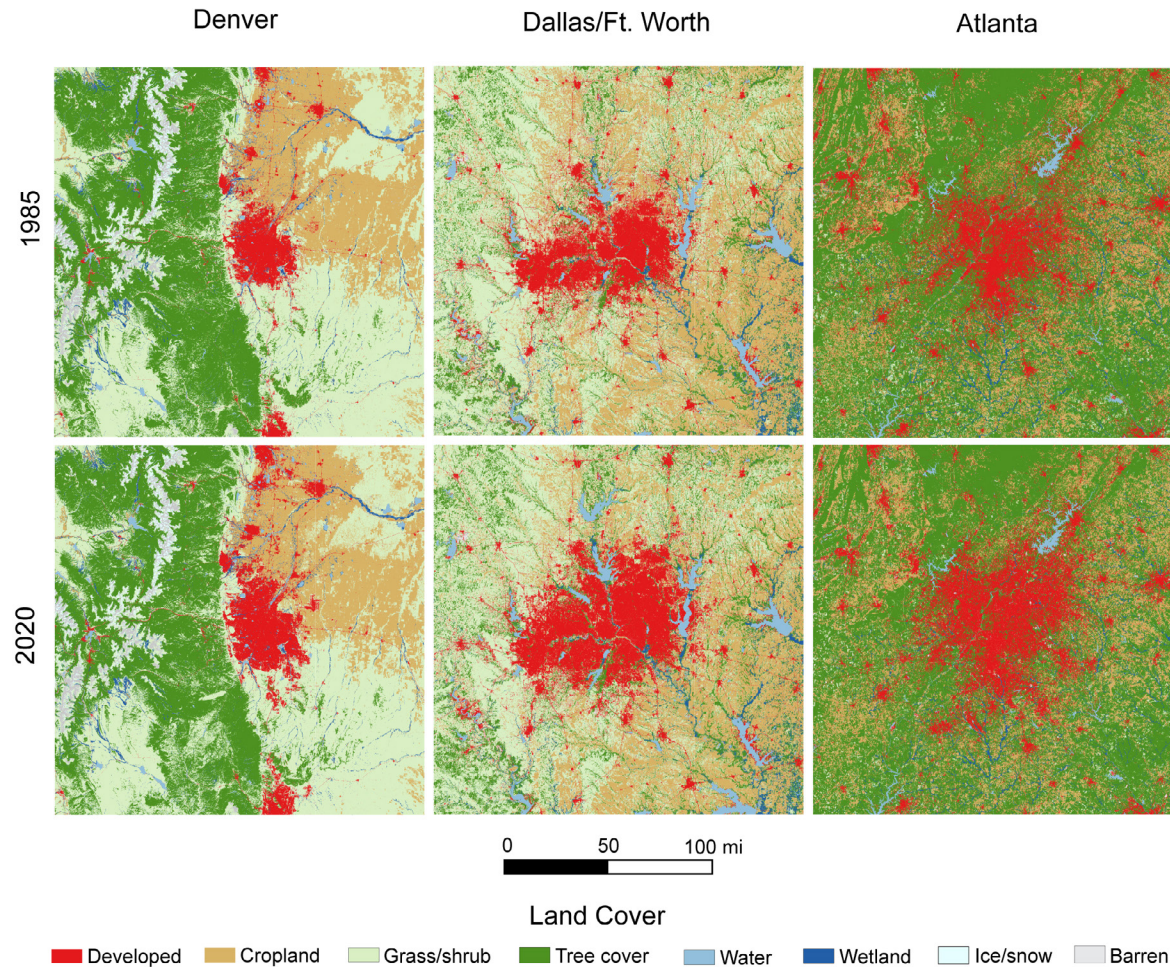 Denver Dallas/Ft. Worth Atlanta
1985
2020
0 50 100 mi
Land Cover
Developed Cropland Grass/shrub Tree cover Water Wetland Ice/snow Barren